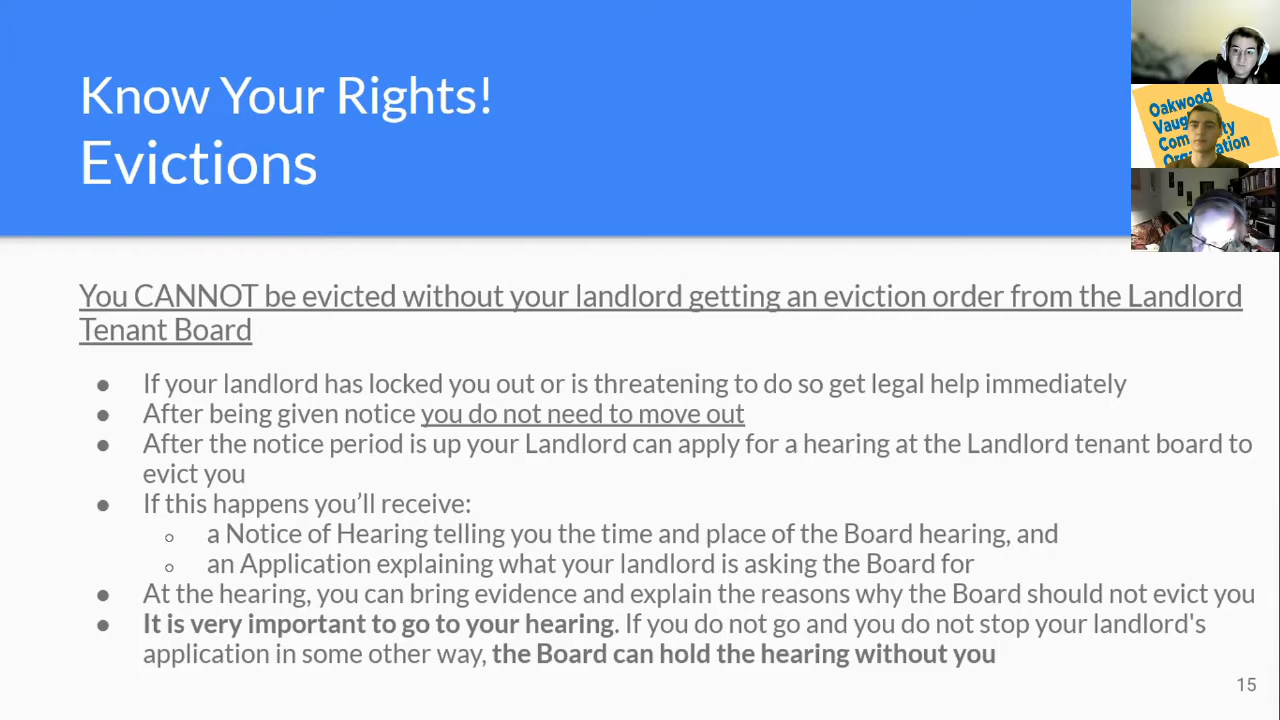 Know Your Rights!
Evictions
Oakwood
Vaug
Com ty
Org ation
You CANNOT be evicted without your landlord getting an eviction order from the Landlord
Tenant Board
● If your landlord has locked you out or is threatening to do so get legal help immediately
● After being given notice you do not need to move out
● After the notice period is up your Landlord can apply for a hearing at the Landlord tenant board to
evict you
● If this happens you’ll receive:
○ a Notice of Hearing telling you the time and place of the Board hearing, and
○ an Application explaining what your landlord is asking the Board for
● At the hearing, you can bring evidence and explain the reasons why the Board should not evict you
● It is very important to go to your hearing. If you do not go and you do not stop your landlord's
application in some other way, the Board can hold the hearing without you
15